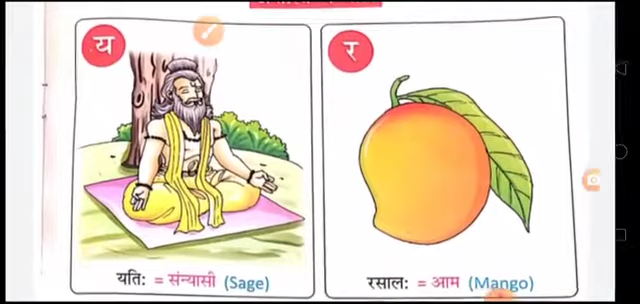 य
यतिः = संन्यासी (Sage)
र
रसालः = आम (Mango)